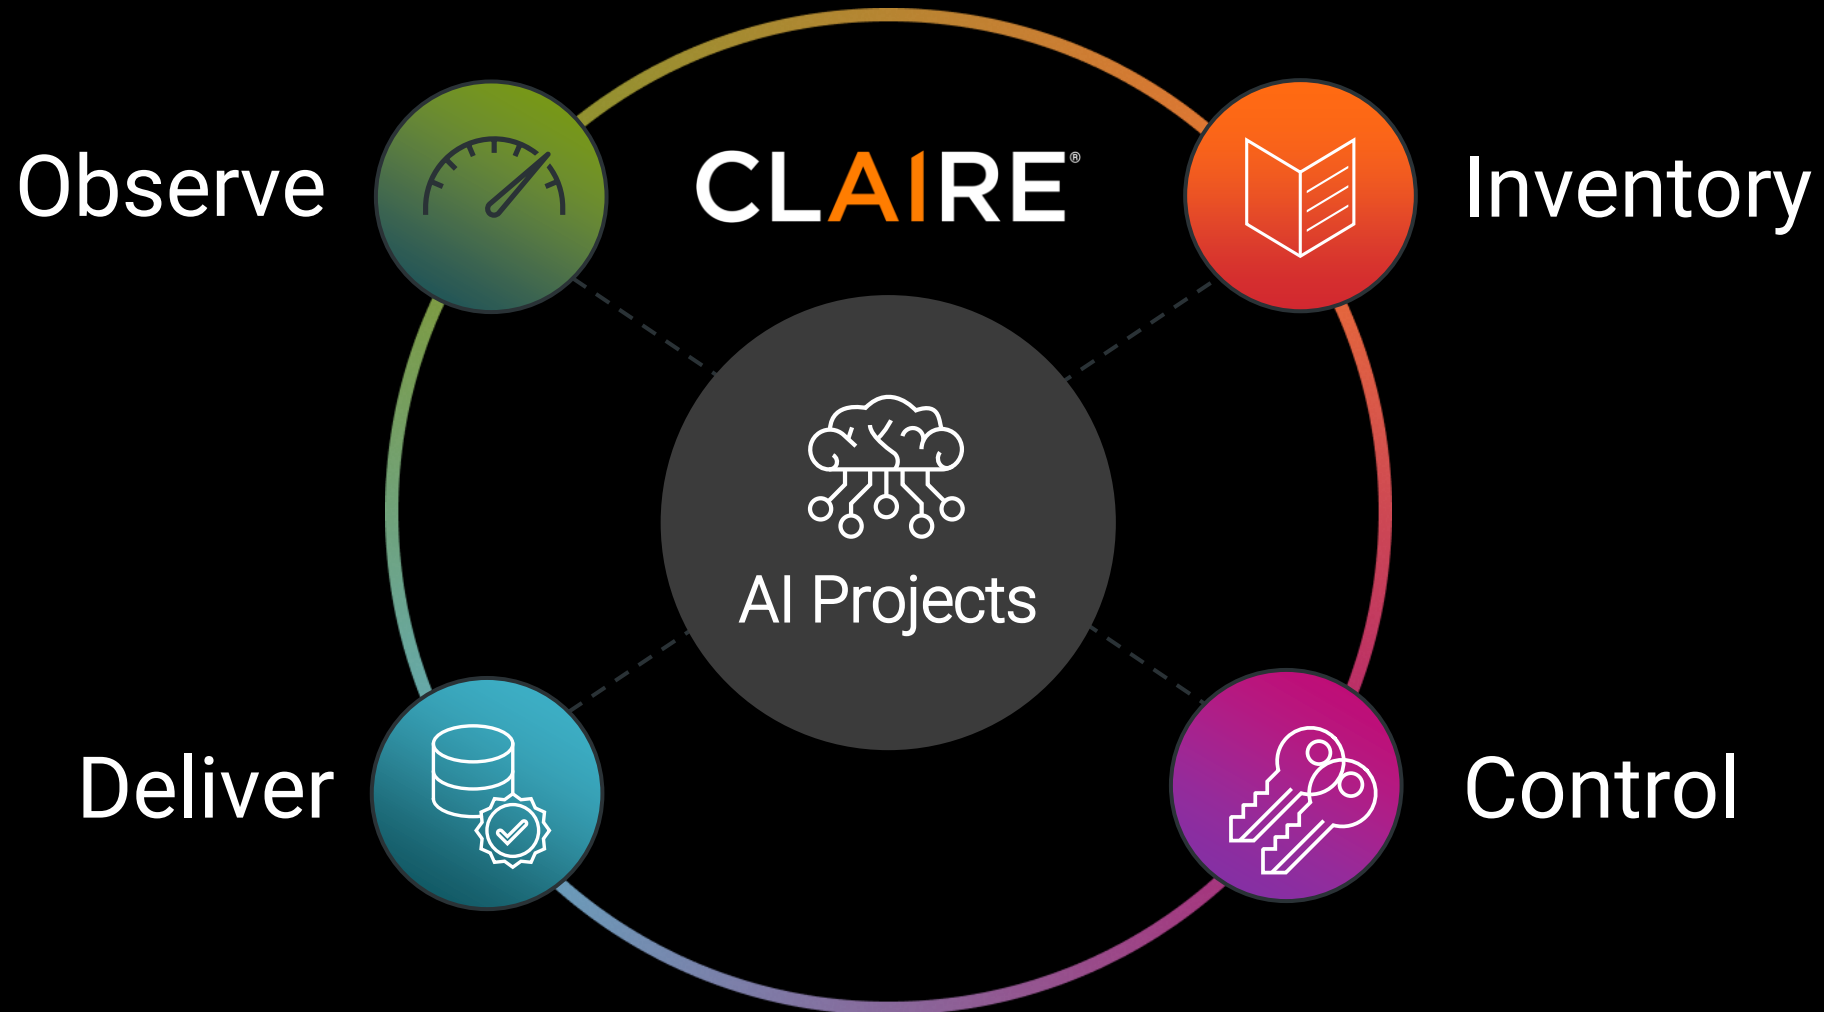 Observe
CLAIRE®
Inventory
AI Projects
Deliver
Control